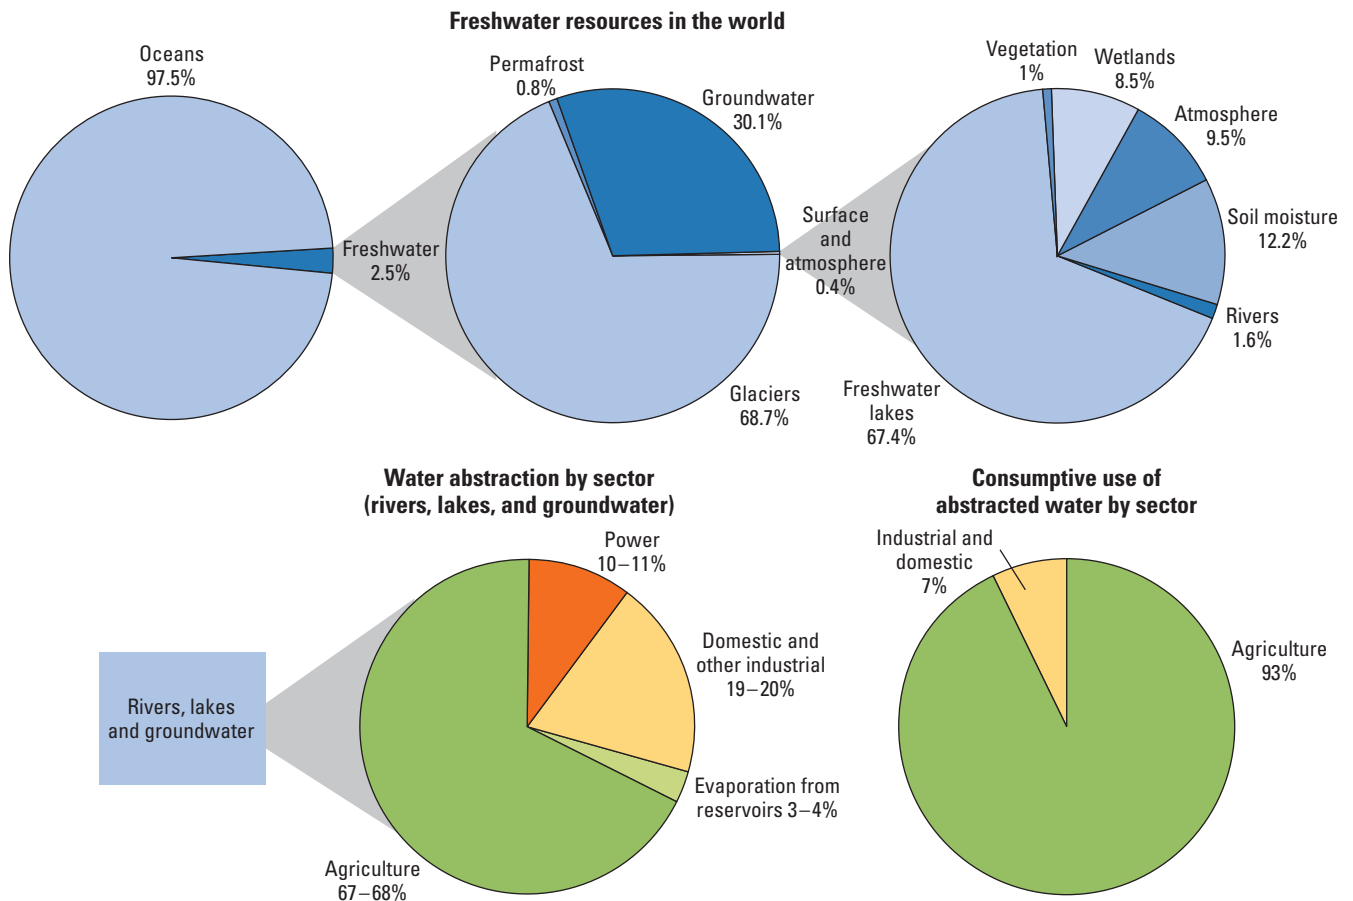 Freshwater resources in the world
Oceans
97.5%
Freshwater
2.5%
Permafrost
0.8%
Groundwater
30.1%
Surface
and
atmosphere
0.4%
Glaciers
68.7%
Vegetation
1%
Wetlands
8.5%
Atmosphere
9.5%
Soil moisture
12.2%
Rivers
1.6%
Freshwater
lakes
67.4%
Water abstraction by sector
(rivers, lakes, and groundwater)
Rivers, lakes
and groundwater
Power
10–11%
Domestic and
other industrial
19–20%
Evaporation from
reservoirs 3–4%
Agriculture
67–68%
Consumptive use of
abstracted water by sector
Industrial and
domestic
7%
Agriculture
93%